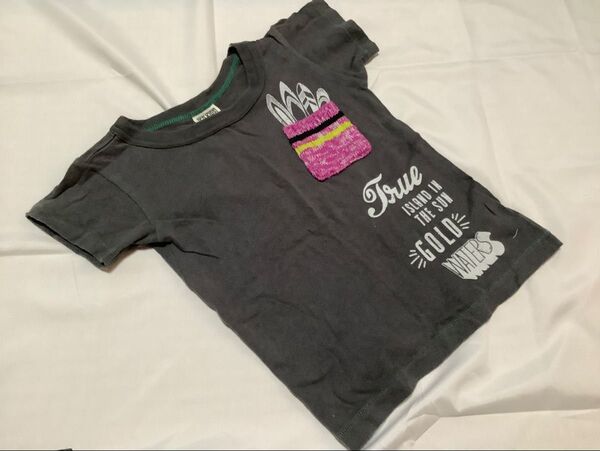 True
ISLAND IN
THE SUN
GOLD
WATERS